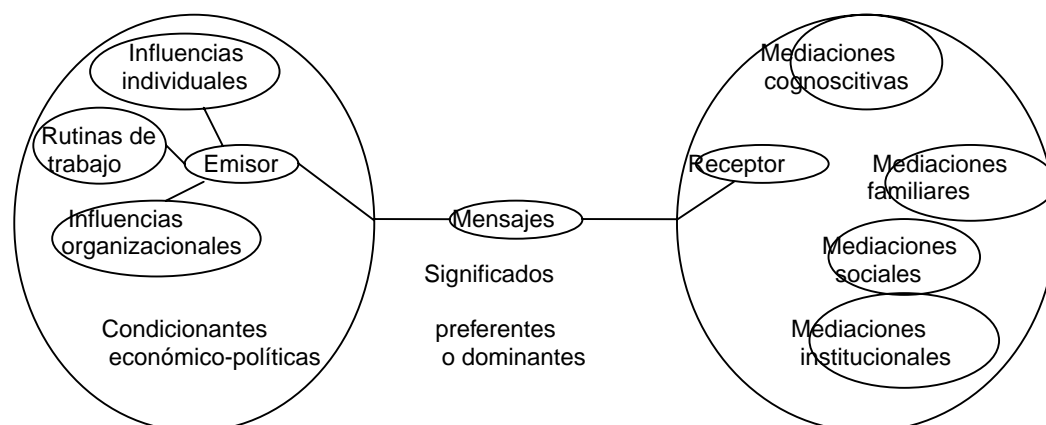 Influencias
individuales
Rutinas de
trabajo
Emisor
Influencias
organizacionales
Condicionantes
económico-políticas
Mensajes
Significados
preferentes
o dominantes
Mediaciones
cognoscitivas
Receptor
Mediaciones
familiares
Mediaciones
sociales
Mediaciones
institucionales